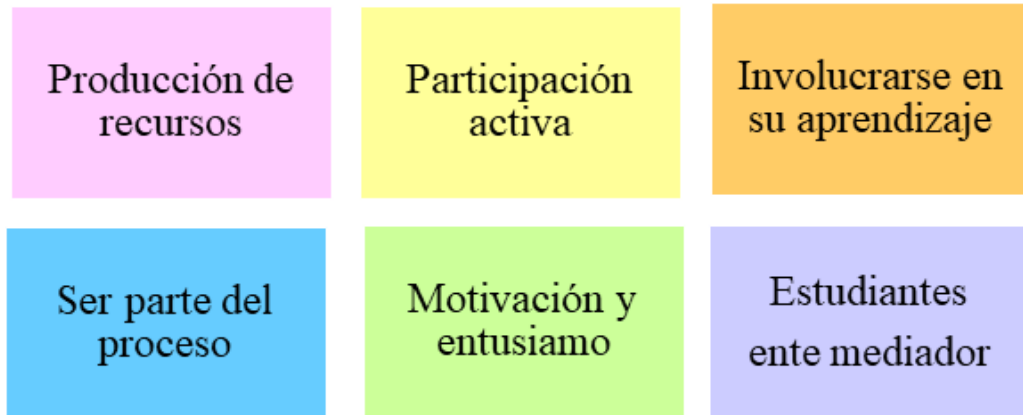 Producción de
recursos
Participación
activa
Involucrarse en
su aprendizaje
Ser parte del
proceso
Motivación y
entusiamo
Estudiantes
ente mediador